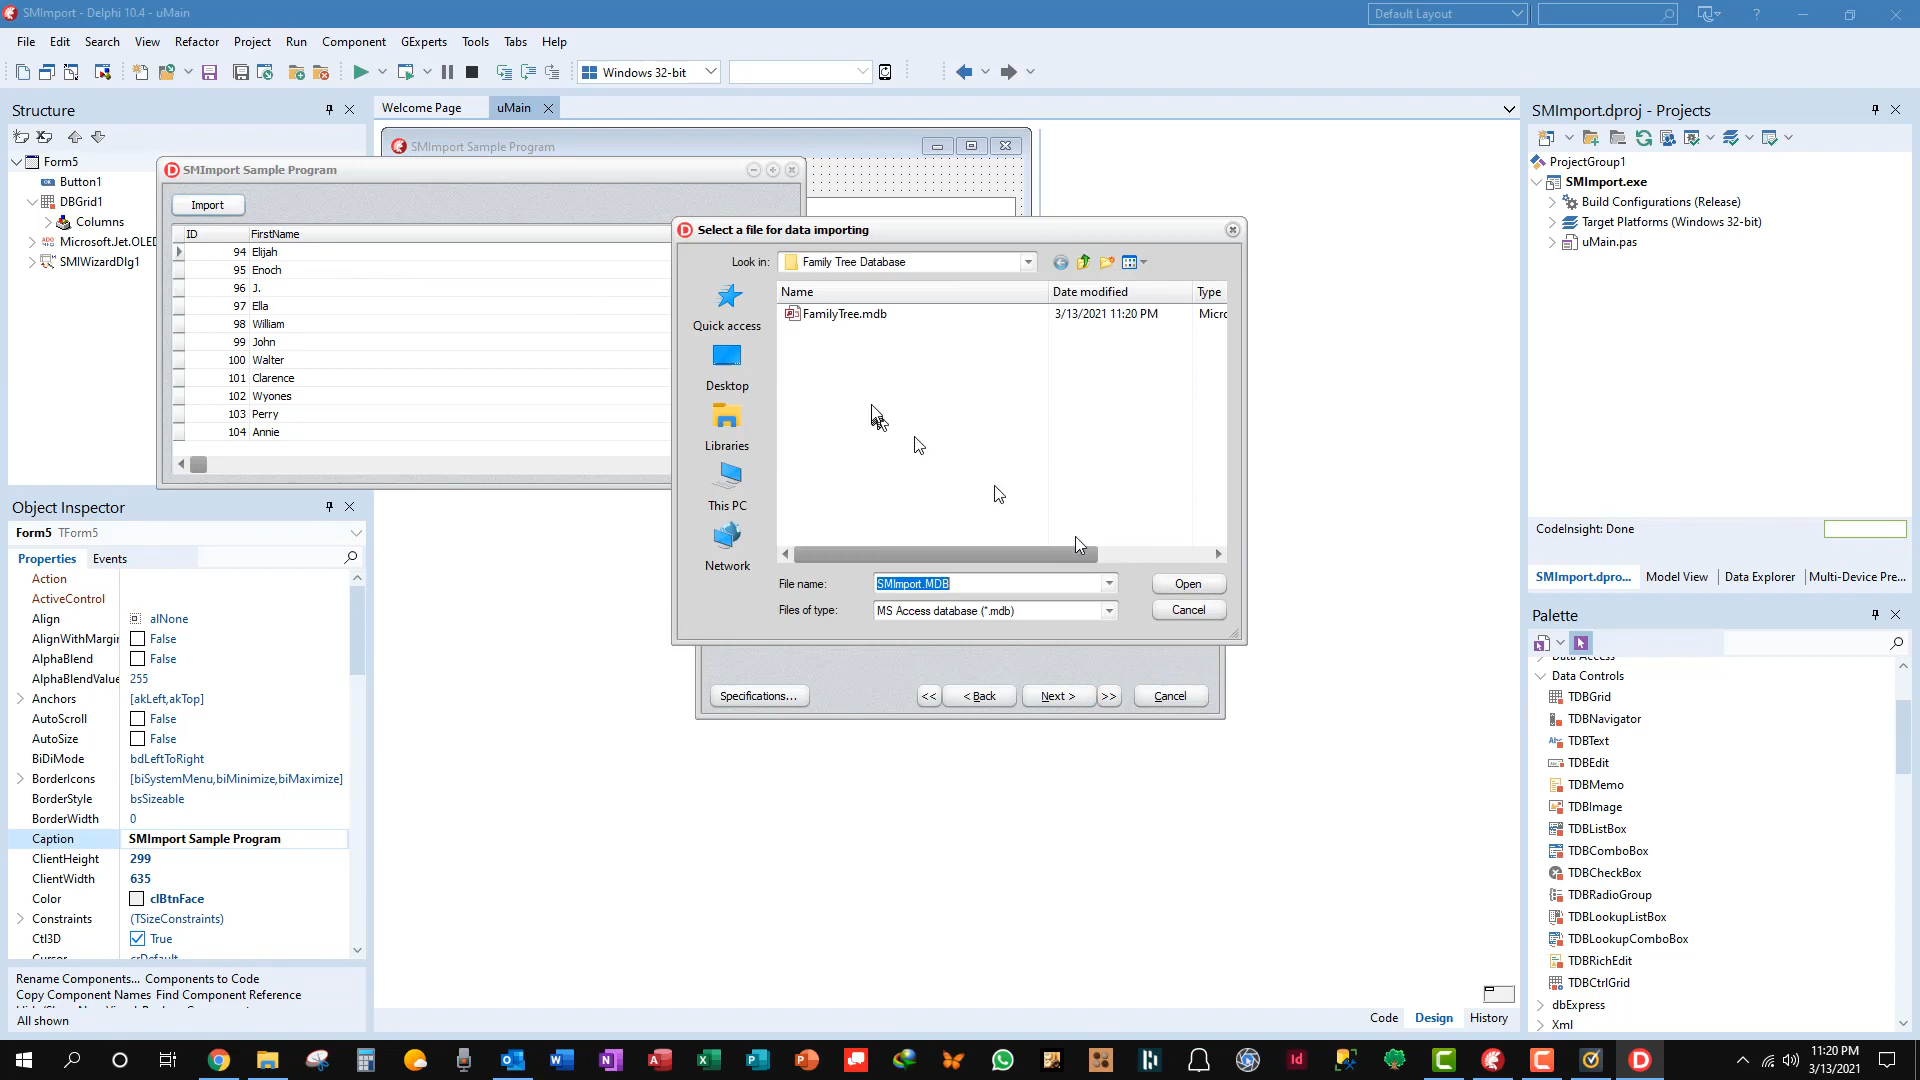 SMImport - Delphi 10.4 - uMain
Default Layout
File Edit Search View Refactor Project Run Component GExperts Tools Tabs Help
Windows 32-bit
Structure
Form5
Button1
DBGrid1
Columns
Microsoft.Jet.OLED
SMIWizardDlg1
Welcome Page
uMain
SMImport Sample Program
SMImport Sample Program
Import
ID FirstName
94 Elijah
95 Enoch
96 J.
97 Ella
98 William
99 John
100 Walter
101 Clarence
102 Wyones
103 Perry
104 Annie
Select a file for data importing
Look in: Family Tree Database
Quick access
Desktop
Libraries
This PC
Network
Name Date modified Type
FamilyTree.mdb 3/13/2021 11:20 PM Micro
File name: SMImport.MDB Open
Files of type: MS Access database (*.mdb) Cancel
Specifications... << < Back Next > >> Cancel
Object Inspector
Form5 TForm5
Properties Events
Action
ActiveControl
Align alNone
AlignWithMargin False
AlphaBlend False
AlphaBlendValue 255
Anchors [akLeft,akTop]
AutoScroll False
AutoSize False
BiDiMode bdLeftToRight
BorderIcons [biSystemMenu,biMinimize,biMaximize]
BorderStyle bsSizeable
BorderWidth 0
Caption SMImport Sample Program
ClientHeight 299
ClientWidth 635
Color clBtnFace
Constraints (TSizeConstraints)
Ctl3D True
Cursor crDefault
Rename Components... Components to Code
Copy Component Names Find Component Reference
All shown
Code Design History
SMImport.dproj - Projects
ProjectGroup1
SMImport.exe
Build Configurations (Release)
Target Platforms (Windows 32-bit)
uMain.pas
CodeInsight: Done
SMImport.dpro... Model View Data Explorer Multi-Device Pre...
Palette
Data Access
Data Controls
TDBGrid
TDBNavigator
TDBText
TDBEdit
TDBMemo
TDBImage
TDBListBox
TDBComboBox
TDBCheckBox
TDBRadioGroup
TDBLookupListBox
TDBLookupComboBox
TDBRichEdit
TDBCtrlGrid
dbExpress
Xml
11:20 PM
3/13/2021